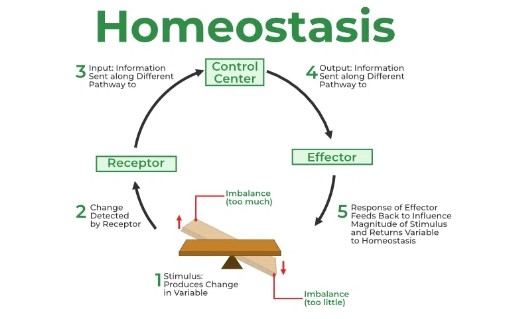 Homeostasis
3 Input: Information
Sent along Different
Pathway to
Control
Center
4 Output: Information
Sent along Different
Pathway to
Receptor
Effector
2 Change
Detected
by Receptor
Imbalance
(too much)
5 Response of Effector
Feeds Back to Influence
Magnitude of Stimulus
and Returns Variable
to Homeostasis
1 Stimulus:
Produces Change
in Variable
Imbalance
(too little)